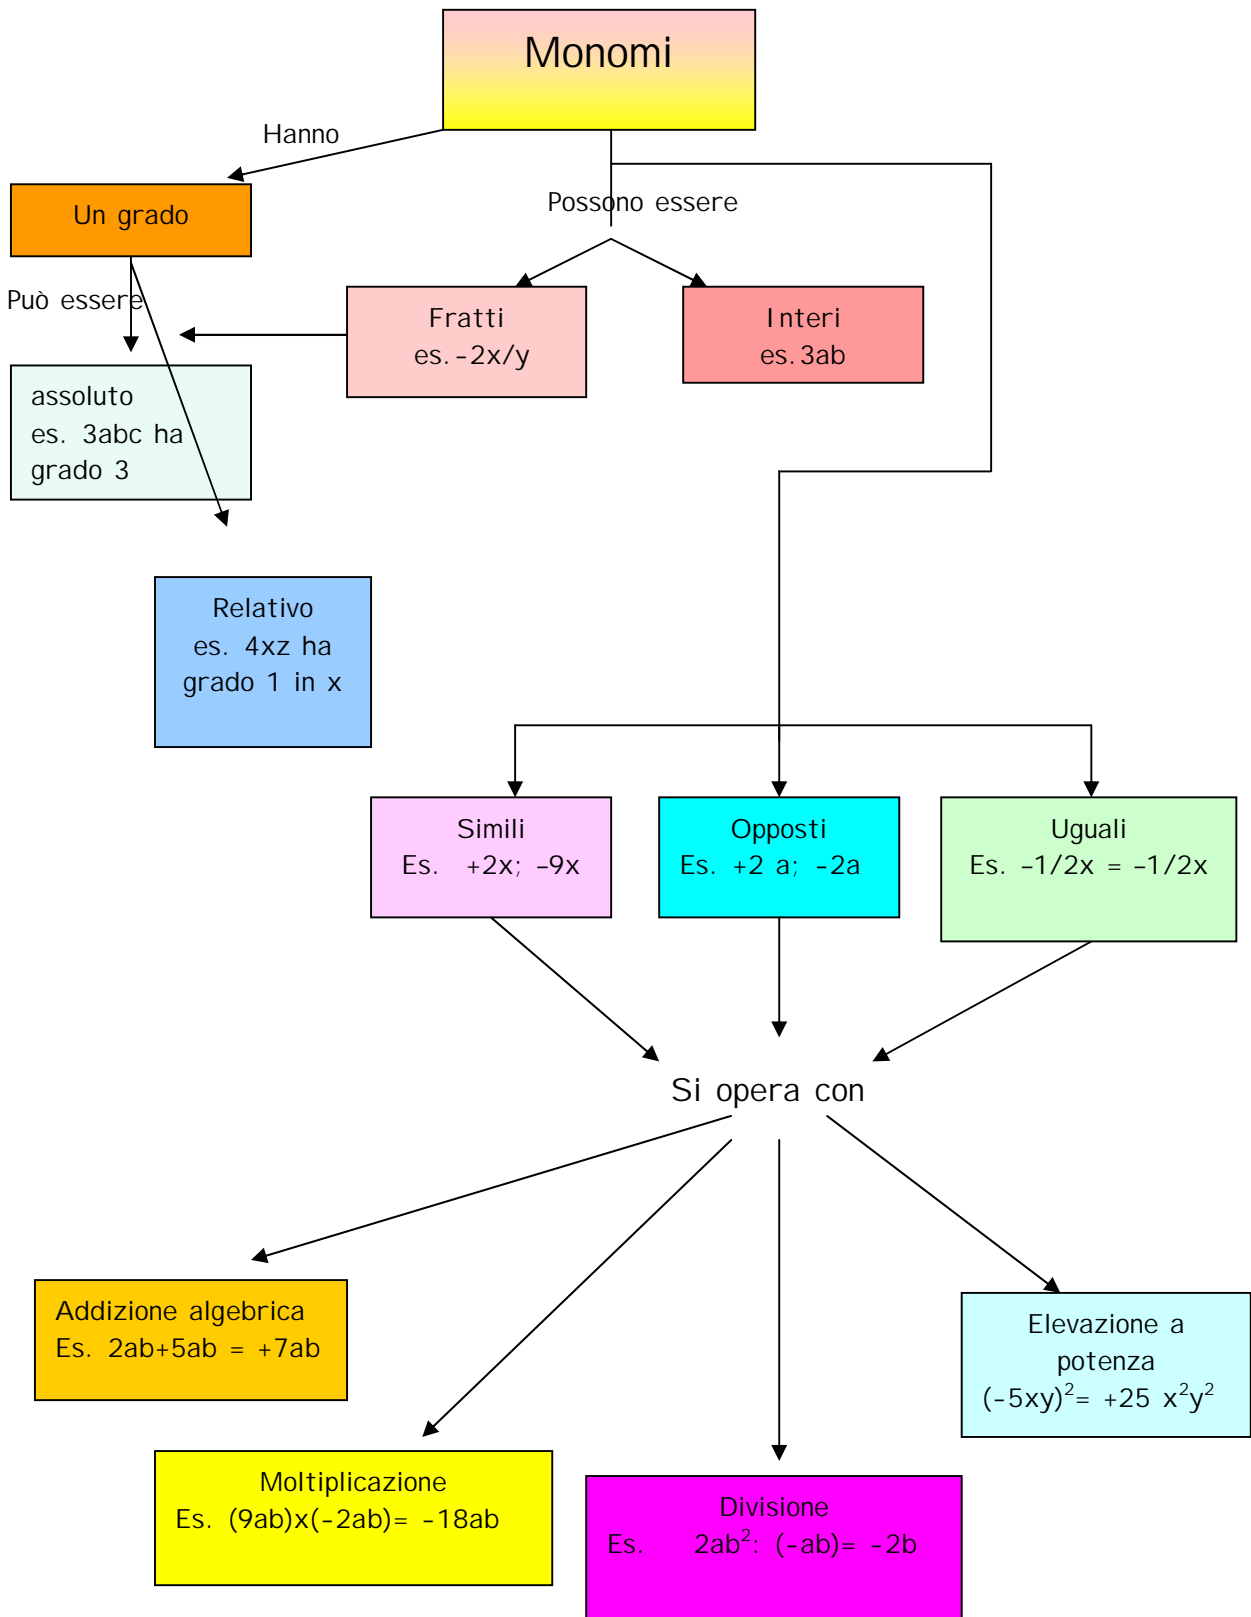 Monomi
Hanno
Un grado
Possono essere
Può essere
Fratti
es.-2x/y
Interi
es.3ab
assoluto
es. 3abc ha
grado 3
Relativo
es. 4xz ha
grado 1 in x
Simili
Es. +2x; –9x
Opposti
Es. +2 a; -2a
Uguali
Es. –1/2x = –1/2x
Si opera con
Addizione algebrica
Es. 2ab+5ab = +7ab
Elevazione a
potenza
(-5xy)²= +25 x²y²
Moltiplicazione
Es. (9ab)x(-2ab)= -18ab
Divisione
Es. 2ab²: (-ab)= -2b